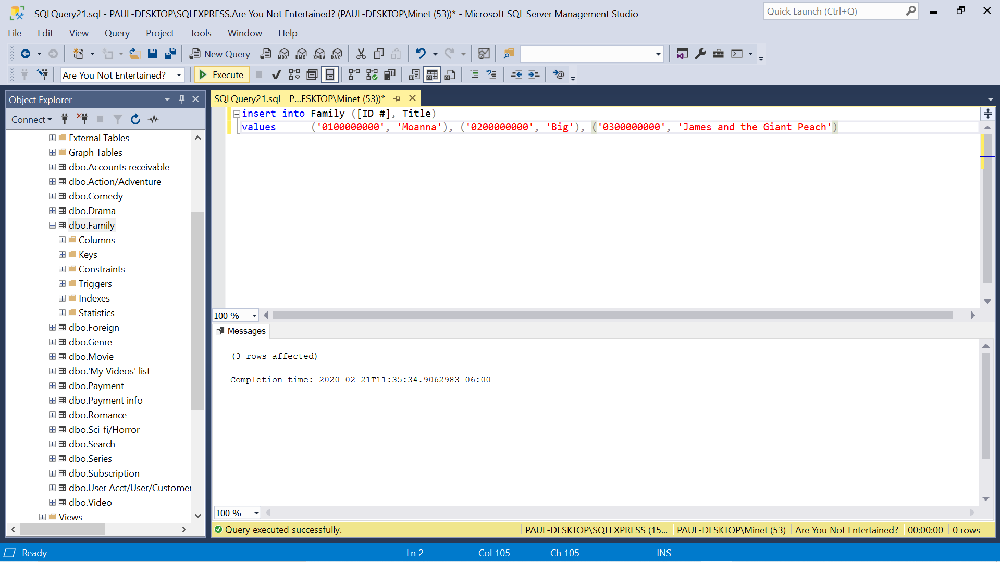 SQLQuery21.sql - PAUL-DESKTOP\SQLEXPRESS.Are You Not Entertained? (PAUL-DESKTOP\Minet (53))* - Microsoft SQL Server Management Studio
Quick Launch (Ctrl+Q)
File Edit View Query Project Tools Window Help
New Query MDX DMX XMLA DAX
Are You Not Entertained? Execute
Object Explorer
Connect
External Tables
Graph Tables
dbo.Accounts receivable
dbo.Action/Adventure
dbo.Comedy
dbo.Drama
dbo.Family
Columns
Keys
Constraints
Triggers
Indexes
Statistics
dbo.Foreign
dbo.Genre
dbo.Movie
dbo.'My Videos' list
dbo.Payment
dbo.Payment info
dbo.Romance
dbo.Sci-fi/Horror
dbo.Search
dbo.Series
dbo.Subscription
dbo.User Acct/User/Customer
dbo.Video
Views
SQLQuery21.sql - P...ESKTOP\Minet (53))*
insert into Family ([ID #], Title)
values ('0100000000', 'Moanna'), ('0200000000', 'Big'), ('0300000000', 'James and the Giant Peach')
100 %
Messages
(3 rows affected)
Completion time: 2020-02-21T11:35:34.9062983-06:00
100 %
Query executed successfully. PAUL-DESKTOP\SQLEXPRESS (15... PAUL-DESKTOP\Minet (53) Are You Not Entertained? 00:00:00 0 rows
Ready Ln 2 Col 105 Ch 105 INS